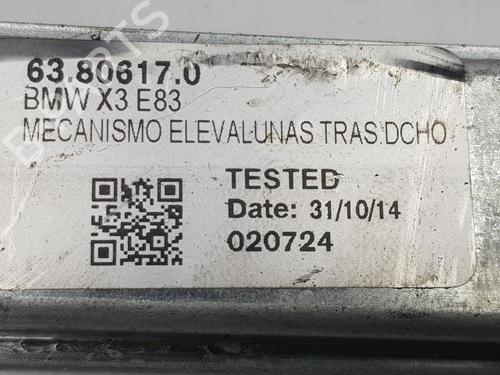 63.80617.0
BMW X3 E83
MECANISMO ELEVALUNAS TRAS.DCHO
TESTED
Date: 31/10/14
020724